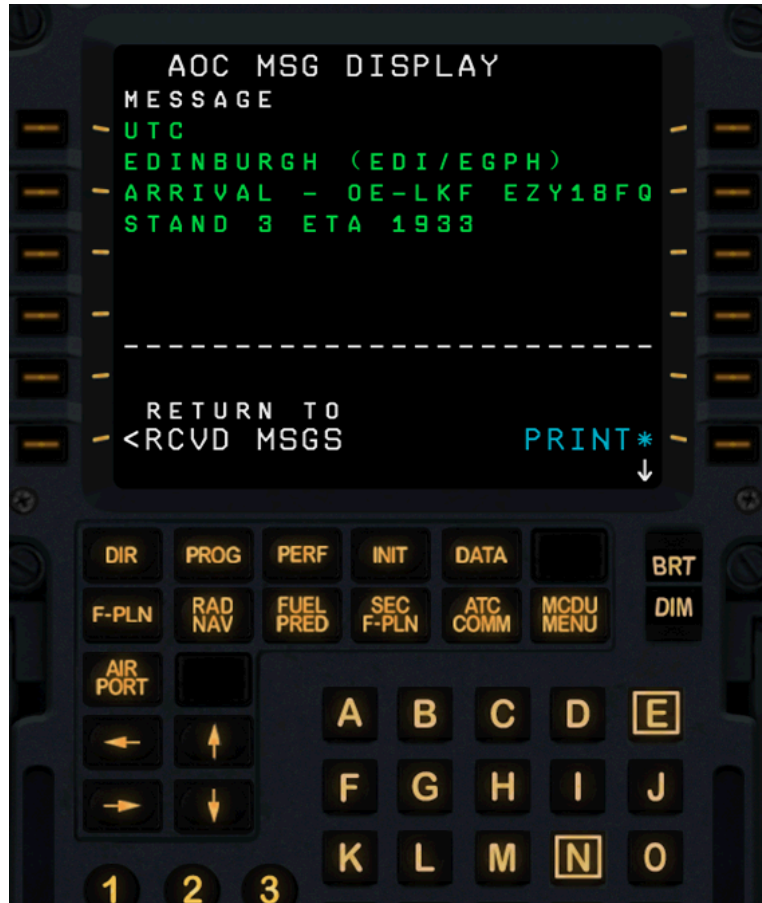 AOC MSG DISPLAY
MESSAGE
UTC
EDINBURGH (EDI/EGPH)
ARRIVAL - OE-LKF EZY18FQ
STAND 3 ETA 1933
------------------------
RETURN TO
<RCVD MSGS PRINT*
↓
DIR PROG PERF INIT DATA
BRT
F-PLN RAD NAV FUEL PRED SEC F-PLN ATC COMM MCDU MENU
DIM
AIR PORT
← ↑
→ ↓
A B C D E
F G H I J
K L M N O
1 2 3